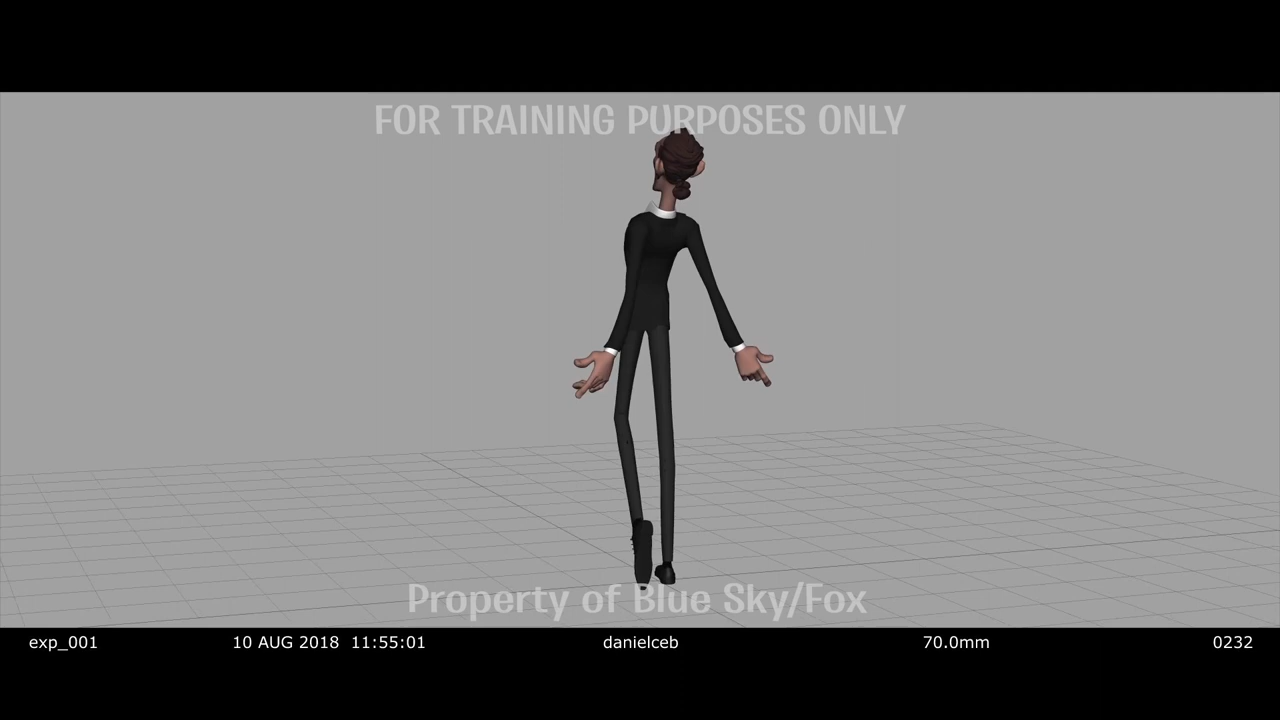 FOR TRAINING PURPOSES ONLY
Property of Blue Sky/Fox
exp_001 10 AUG 2018 11:55:01 danielceb 70.0mm 0232